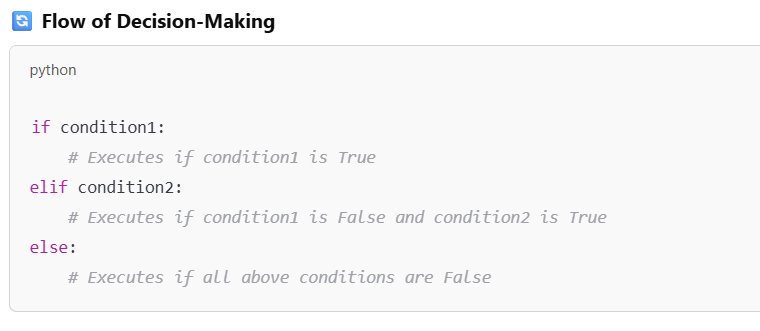 Flow of Decision-Making
python
if condition1:
    # Executes if condition1 is True
elif condition2:
    # Executes if condition1 is False and condition2 is True
else:
    # Executes if all above conditions are False